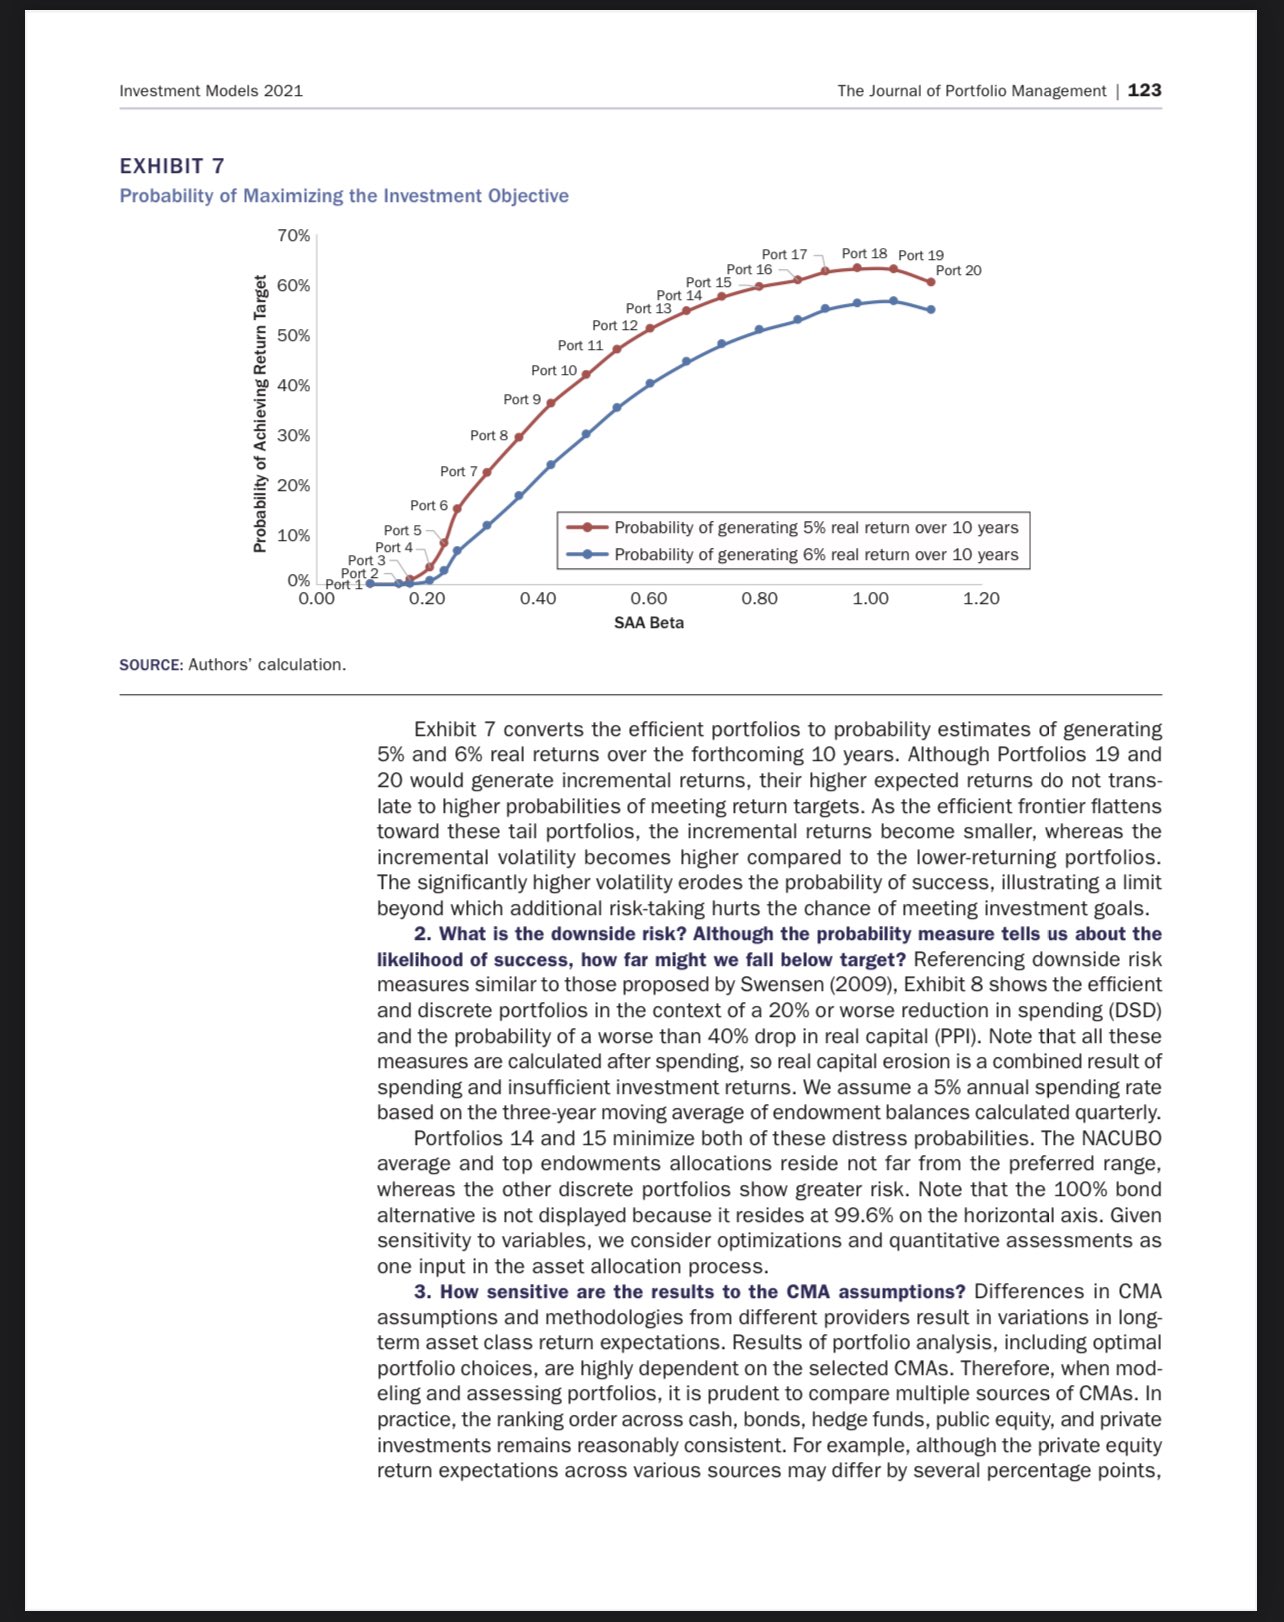 Investment Models 2021
The Journal of Portfolio Management | 123
EXHIBIT 7
Probability of Maximizing the Investment Objective
Probability of Achieving Return Target
70%
60%
50%
40%
30%
20%
10%
0%
Port 1
Port 2
Port 3
Port 4
Port 5
Port 6
Port 7
Port 8
Port 9
Port 10
Port 11
Port 12
Port 13
Port 14
Port 15
Port 16
Port 17
Port 18
Port 19
Port 20
Probability of generating 5% real return over 10 years
Probability of generating 6% real return over 10 years
0.00
0.20
0.40
0.60
0.80
1.00
1.20
SAA Beta
SOURCE: Authors’ calculation.
Exhibit 7 converts the efficient portfolios to probability estimates of generating
5% and 6% real returns over the forthcoming 10 years. Although Portfolios 19 and
20 would generate incremental returns, their higher expected returns do not trans-
late to higher probabilities of meeting return targets. As the efficient frontier flattens
toward these tail portfolios, the incremental returns become smaller, whereas the
incremental volatility becomes higher compared to the lower-returning portfolios.
The significantly higher volatility erodes the probability of success, illustrating a limit
beyond which additional risk-taking hurts the chance of meeting investment goals.
2. What is the downside risk? Although the probability measure tells us about the
likelihood of success, how far might we fall below target? Referencing downside risk
measures similar to those proposed by Swensen (2009), Exhibit 8 shows the efficient
and discrete portfolios in the context of a 20% or worse reduction in spending (DSD)
and the probability of a worse than 40% drop in real capital (PPI). Note that all these
measures are calculated after spending, so real capital erosion is a combined result of
spending and insufficient investment returns. We assume a 5% annual spending rate
based on the three-year moving average of endowment balances calculated quarterly.
Portfolios 14 and 15 minimize both of these distress probabilities. The NACUBO
average and top endowments allocations reside not far from the preferred range,
whereas the other discrete portfolios show greater risk. Note that the 100% bond
alternative is not displayed because it resides at 99.6% on the horizontal axis. Given
sensitivity to variables, we consider optimizations and quantitative assessments as
one input in the asset allocation process.
3. How sensitive are the results to the CMA assumptions? Differences in CMA
assumptions and methodologies from different providers result in variations in long-
term asset class return expectations. Results of portfolio analysis, including optimal
portfolio choices, are highly dependent on the selected CMAs. Therefore, when mod-
eling and assessing portfolios, it is prudent to compare multiple sources of CMAs. In
practice, the ranking order across cash, bonds, hedge funds, public equity, and private
investments remains reasonably consistent. For example, although the private equity
return expectations across various sources may differ by several percentage points,